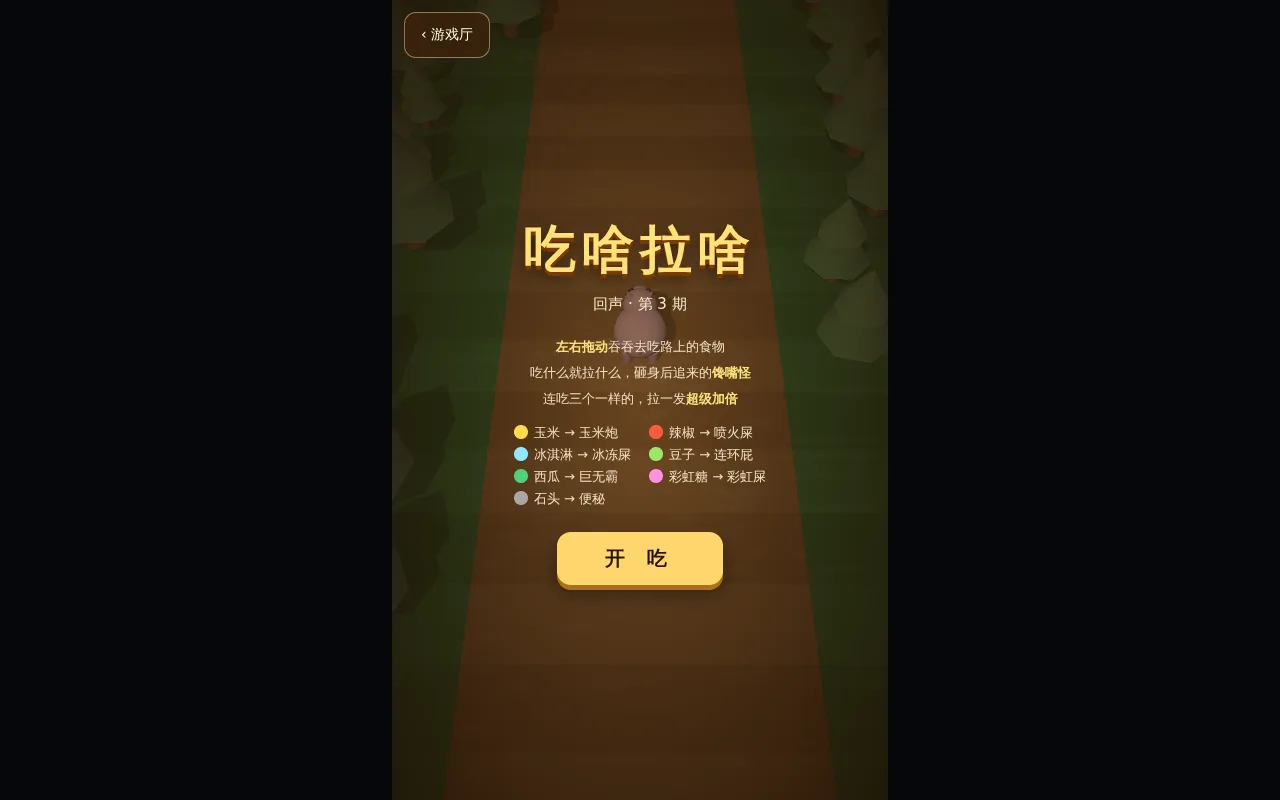 ‹ 游戏厅
吃啥拉啥
回声 · 第 3 期
左右拖动吞吞去吃路上的食物
吃什么就拉什么，砸身后追来的馋嘴怪
连吃三个一样的，拉一发超级加倍
玉米 → 玉米炮
辣椒 → 喷火屎
冰淇淋 → 冰冻屎
豆子 → 连环屁
西瓜 → 巨无霸
彩虹糖 → 彩虹屎
石头 → 便秘
开 吃